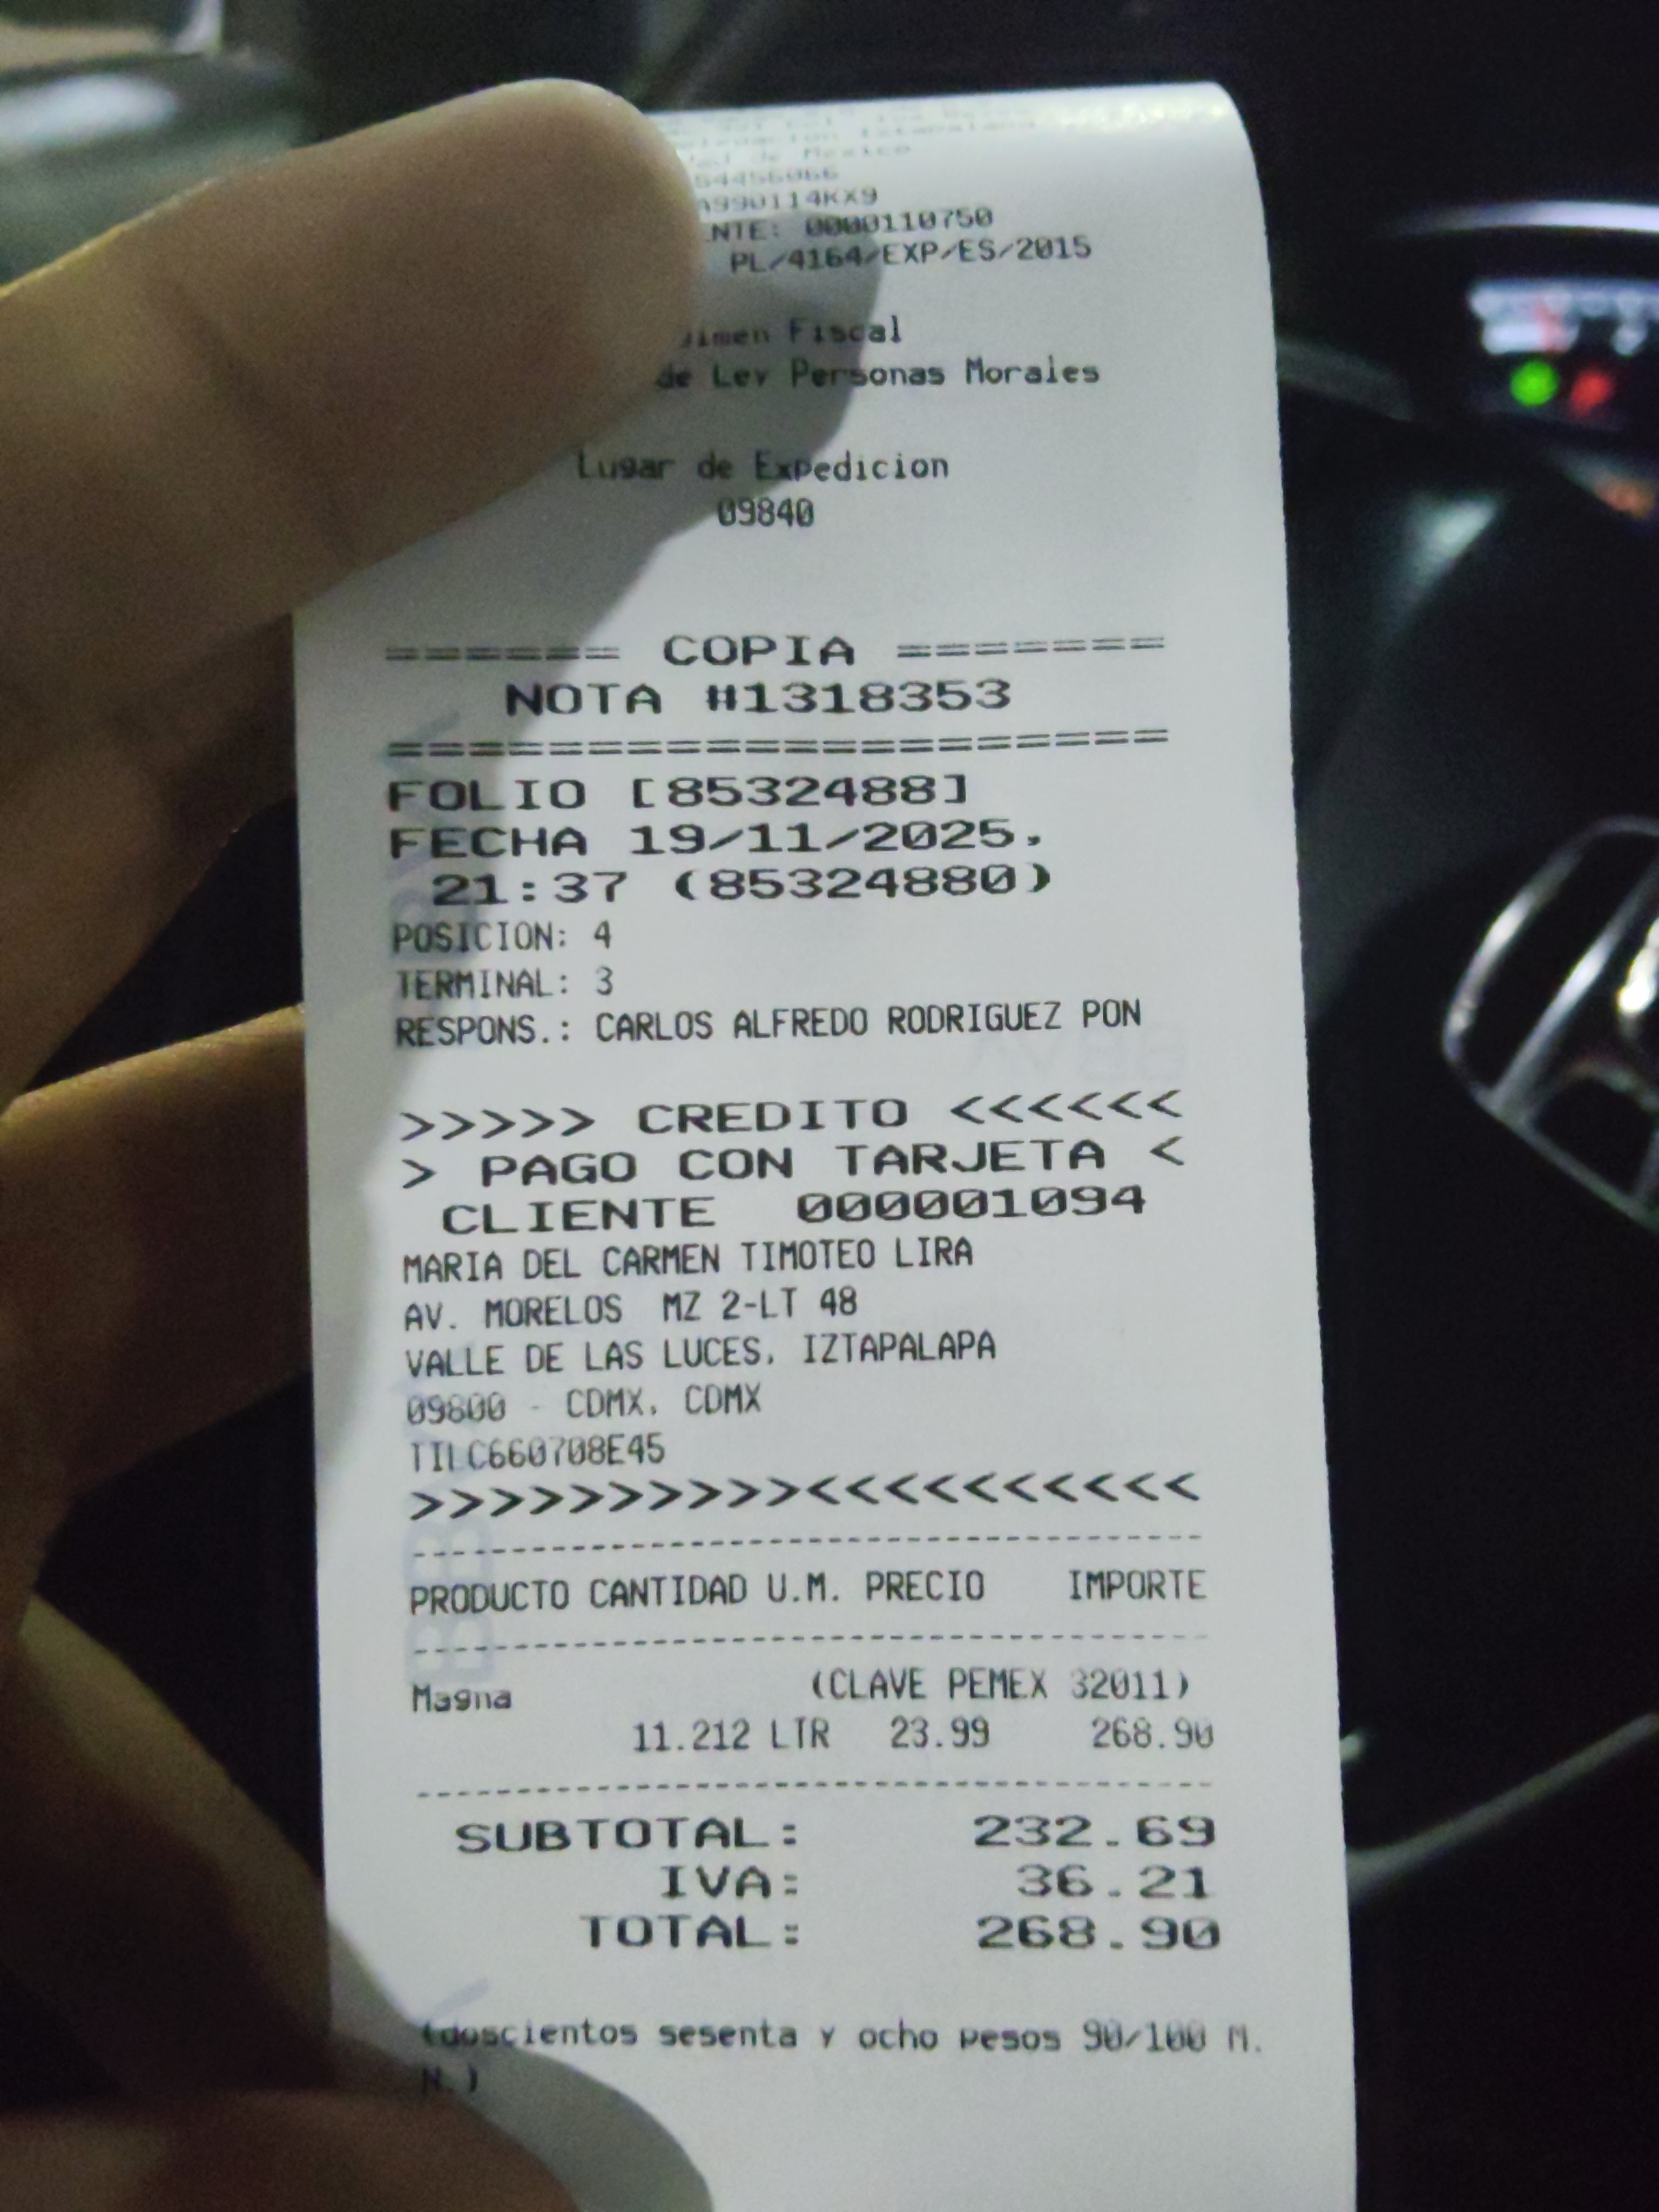 Iztapalapa
de Mexico
54456066
A990114KX9
NTE: 0000110750
PL/4164/EXP/ES/2015
imen Fiscal
de Ley Personas Morales
Lugar de Expedicion
09840
====== COPIA =======
NOTA #1318353
====================
FOLIO [8532488]
FECHA 19/11/2025,
21:37 (85324880)
POSICION: 4
TERMINAL: 3
RESPONS.: CARLOS ALFREDO RODRIGUEZ PON
>>>>> CREDITO <<<<<<
> PAGO CON TARJETA <
CLIENTE 000001094
MARIA DEL CARMEN TIMOTEO LIRA
AV. MORELOS MZ 2-LT 48
VALLE DE LAS LUCES, IZTAPALAPA
09800 - CDMX, CDMX
TILC660708E45
>>>>>>>>>><<<<<<<<<<
PRODUCTO CANTIDAD U.M. PRECIO IMPORTE
Magna (CLAVE PEMEX 32011)
11.212 LTR 23.99 268.90
SUBTOTAL: 232.69
IVA: 36.21
TOTAL: 268.90
(doscientos sesenta y ocho pesos 90/100 M.
N.)